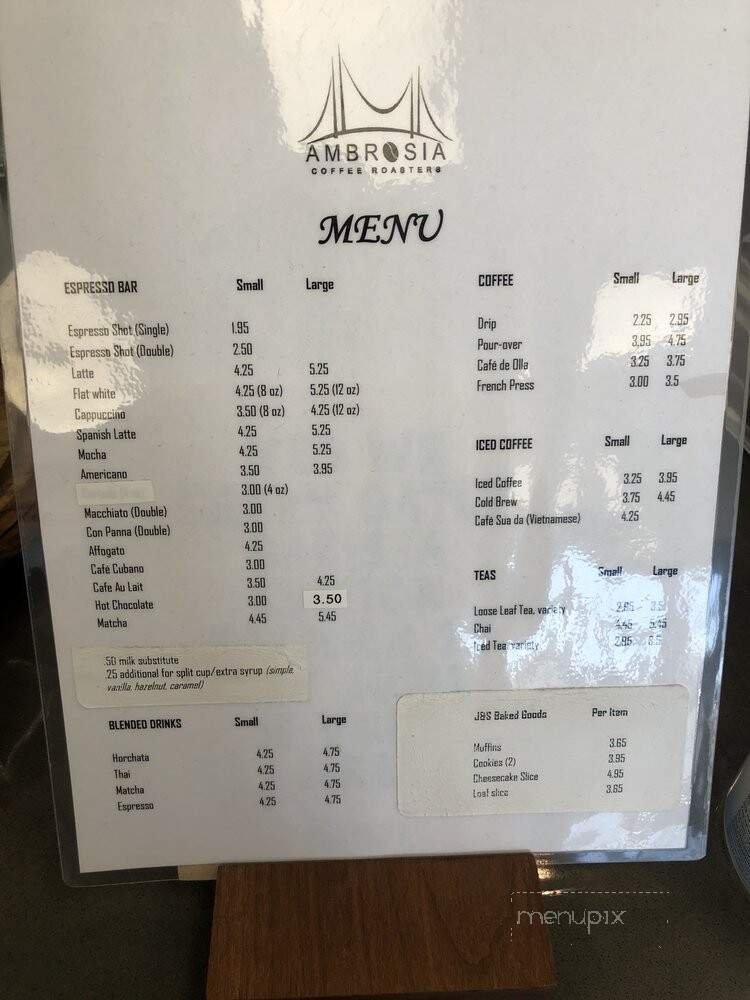 AMBROSIA
COFFEE ROASTERS
MENU
ESPRESSO BAR Small Large
Espresso Shot (Single) 1.95
Espresso Shot (Double) 2.50
Latte 4.25 5.25
Flat white 4.25 (8 oz) 5.25 (12 oz)
Cappuccino 3.50 (8 oz) 4.25 (12 oz)
Spanish Latte 4.25 5.25
Mocha 4.25 5.25
Americano 3.50 3.95
3.00 (4 oz)
Macchiato (Double) 3.00
Con Panna (Double) 3.00
Affogato 4.25
Café Cubano 3.00
Cafe Au Lait 3.50 4.25
Hot Chocolate 3.00 3.50
Matcha 4.45 5.45
.50 milk substitute
.25 additional for split cup/extra syrup (simple,
vanilla, hazelnut, caramel)
BLENDED DRINKS Small Large
Horchata 4.25 4.75
Thai 4.25 4.75
Matcha 4.25 4.75
Espresso 4.25 4.75
COFFEE Small Large
Drip 2.25 2.95
Pour-over 3.95 4.75
Café de Olla 3.25 3.75
French Press 3.00 3.5
ICED COFFEE Small Large
Iced Coffee 3.25 3.95
Cold Brew 3.75 4.45
Café Sua da (Vietnamese) 4.25
TEAS Small Large
Loose Leaf Tea, variety 3.5
Chai 4.45 5.45
Iced Tea variety 2.95
J&S Baked Goods Per Item
Muffins 3.65
Cookies (2) 3.95
Cheesecake Slice 4.95
Loaf slice 3.65
menupix